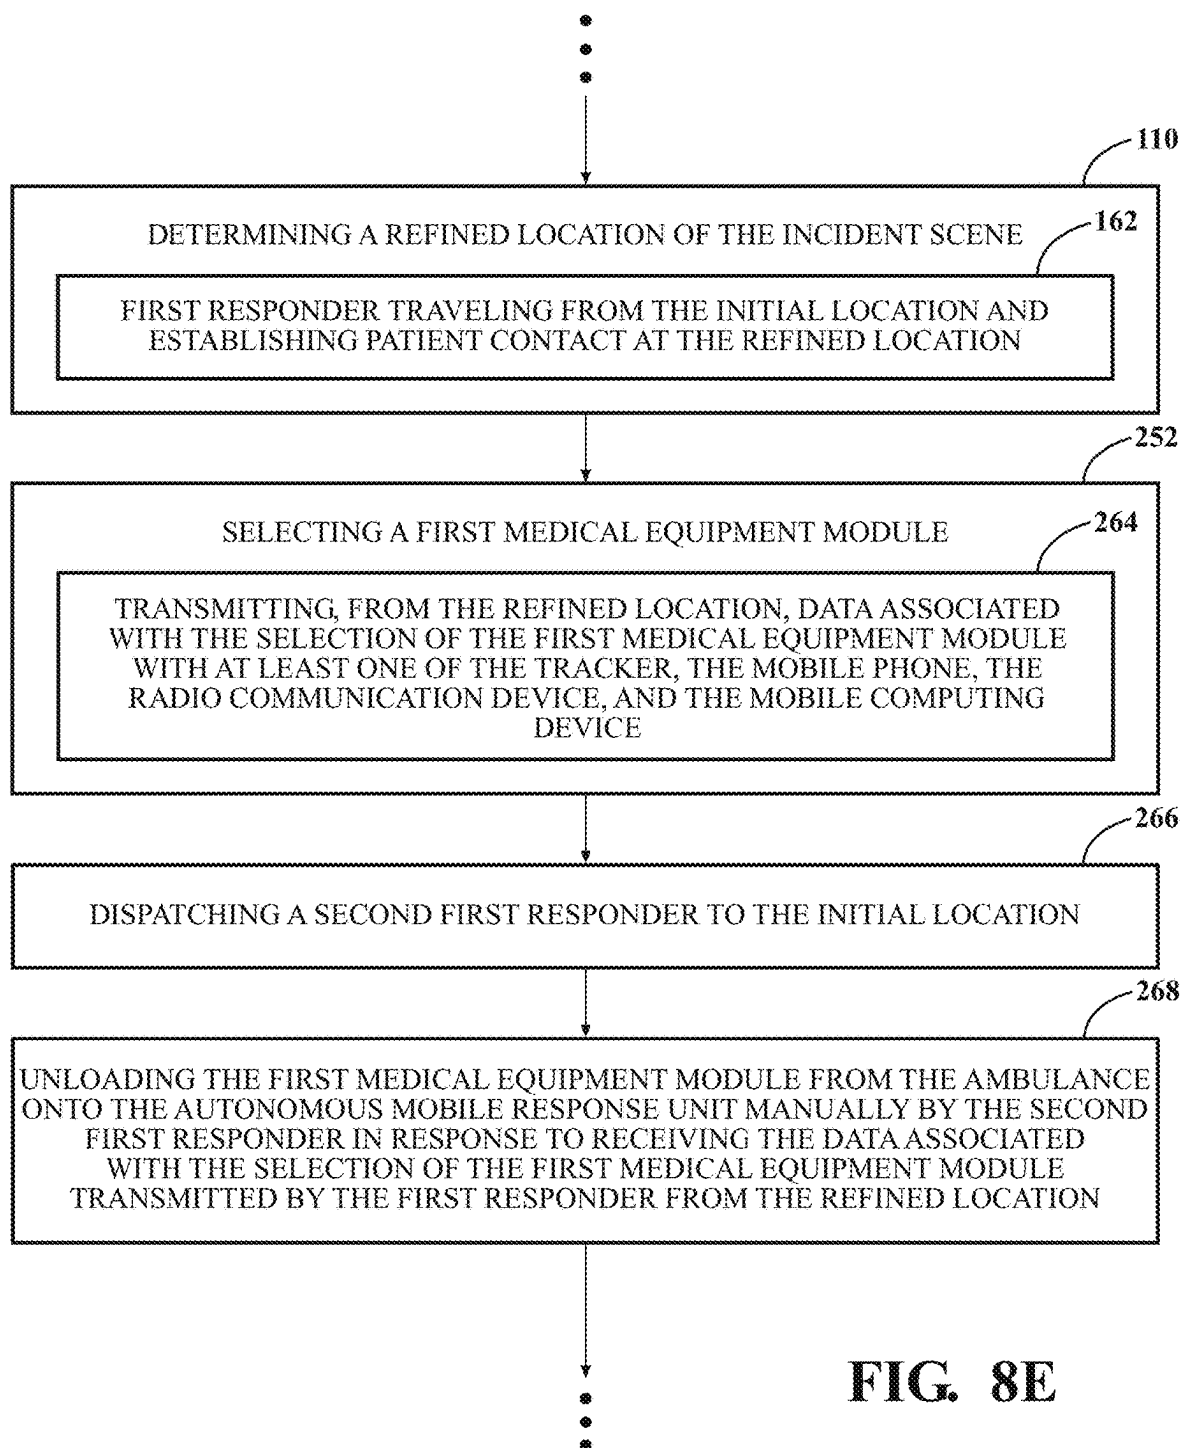 110
DETERMINING A REFINED LOCATION OF THE INCIDENT SCENE
162
FIRST RESPONDER TRAVELING FROM THE INITIAL LOCATION AND
ESTABLISHING PATIENT CONTACT AT THE REFINED LOCATION
252
SELECTING A FIRST MEDICAL EQUIPMENT MODULE
264
TRANSMITTING, FROM THE REFINED LOCATION, DATA ASSOCIATED
WITH THE SELECTION OF THE FIRST MEDICAL EQUIPMENT MODULE
WITH AT LEAST ONE OF THE TRACKER, THE MOBILE PHONE, THE
RADIO COMMUNICATION DEVICE, AND THE MOBILE COMPUTING
DEVICE
266
DISPATCHING A SECOND FIRST RESPONDER TO THE INITIAL LOCATION
268
UNLOADING THE FIRST MEDICAL EQUIPMENT MODULE FROM THE AMBULANCE
ONTO THE AUTONOMOUS MOBILE RESPONSE UNIT MANUALLY BY THE SECOND
FIRST RESPONDER IN RESPONSE TO RECEIVING THE DATA ASSOCIATED
WITH THE SELECTION OF THE FIRST MEDICAL EQUIPMENT MODULE
TRANSMITTED BY THE FIRST RESPONDER FROM THE REFINED LOCATION
FIG. 8E